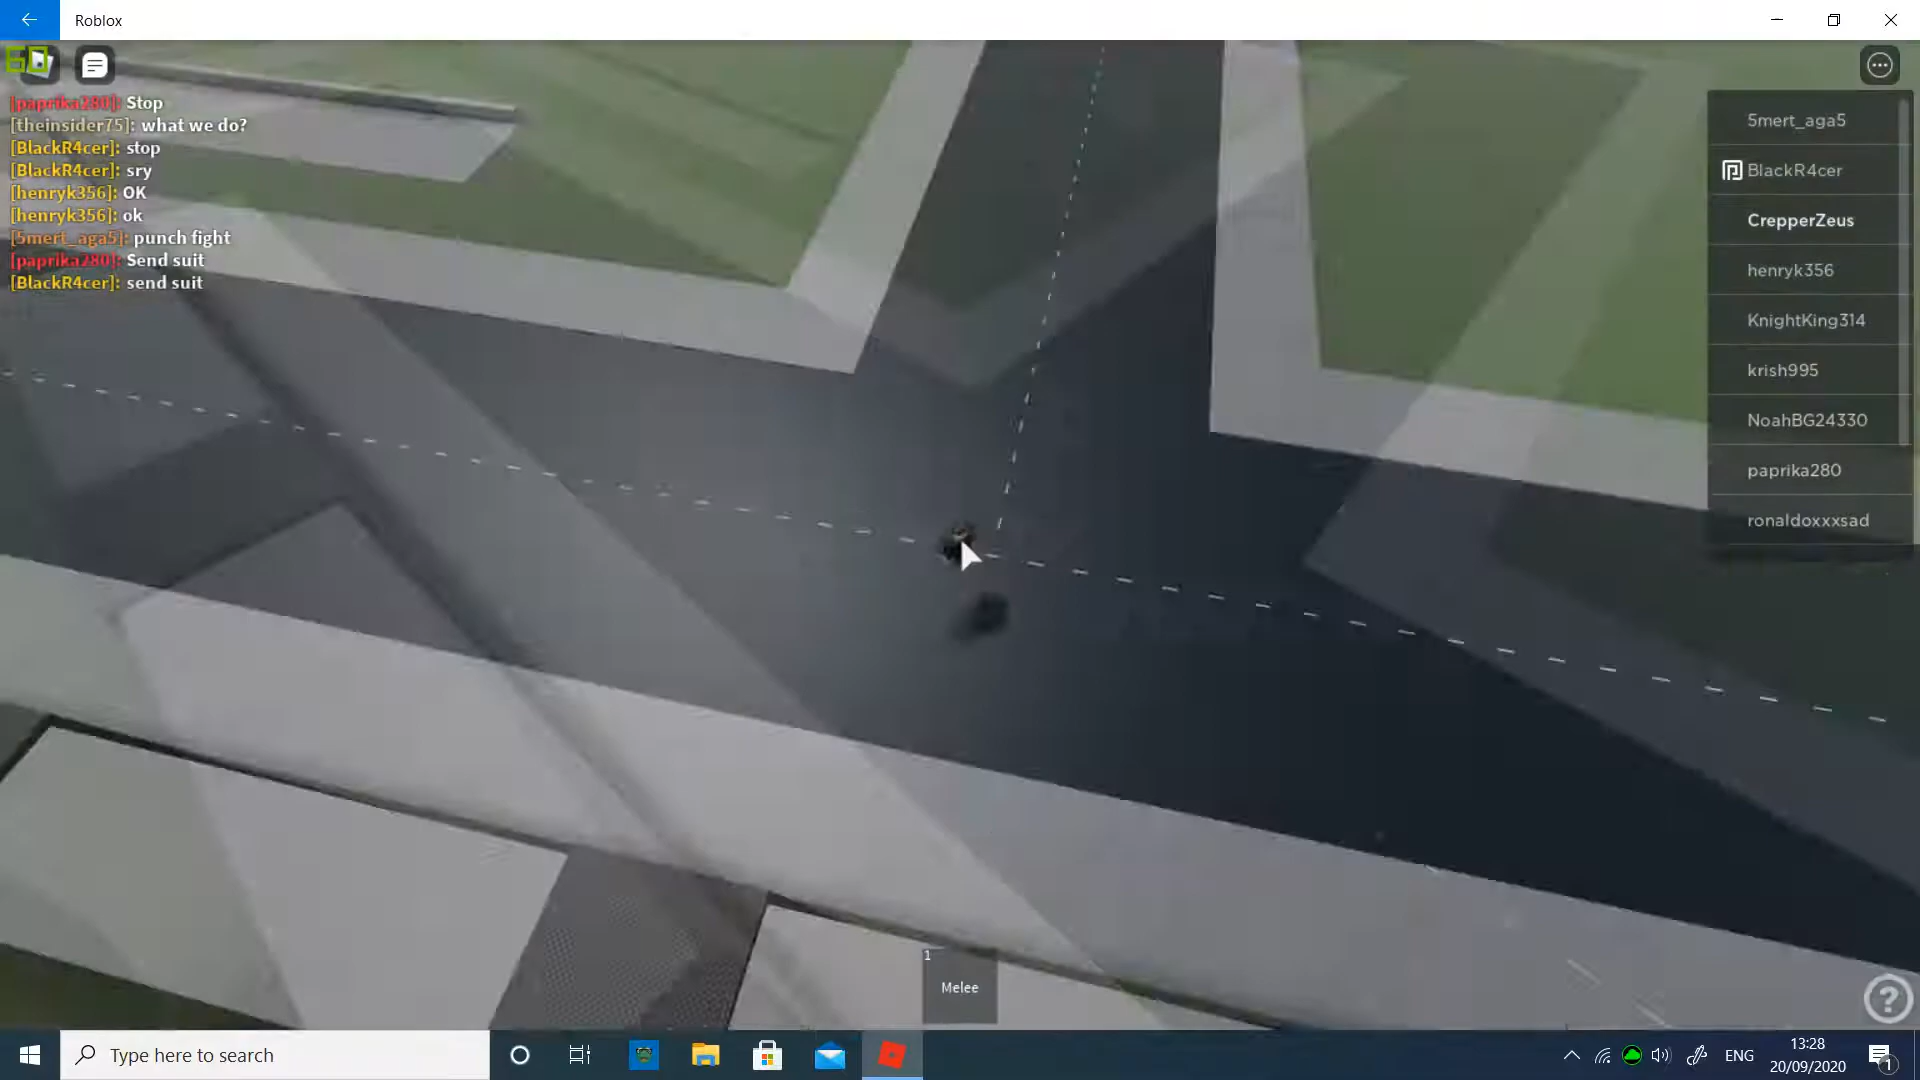 Roblox
60
[paprika280]: Stop
[theinsider75]: what we do?
[BlackR4cer]: stop
[BlackR4cer]: sry
[henryk356]: OK
[henryk356]: ok
[5mert_aga5]: punch fight
[paprika280]: Send suit
[BlackR4cer]: send suit
5mert_aga5
BlackR4cer
CrepperZeus
henryk356
KnightKing314
krish995
NoahBG24330
paprika280
ronaldoxxxsad
1
Melee
?
Type here to search
ENG
13:28
20/09/2020
1